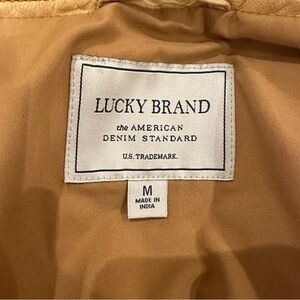 LUCKY BRAND
the AMERICAN
DENIM STANDARD
U.S. TRADEMARK.
M
MADE IN
INDIA